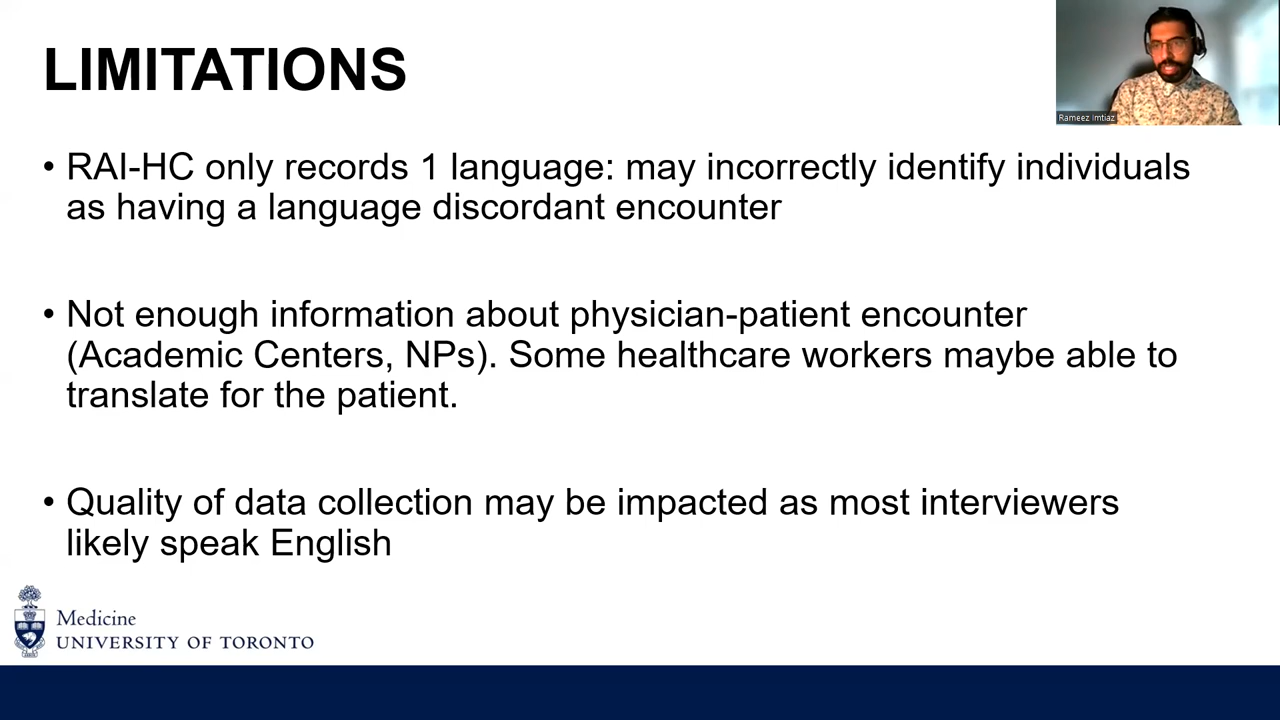 LIMITATIONS
Rameez Imtiaz
• RAI-HC only records 1 language: may incorrectly identify individuals
as having a language discordant encounter
• Not enough information about physician-patient encounter
(Academic Centers, NPs). Some healthcare workers maybe able to
translate for the patient.
• Quality of data collection may be impacted as most interviewers
likely speak English
Medicine
UNIVERSITY OF TORONTO